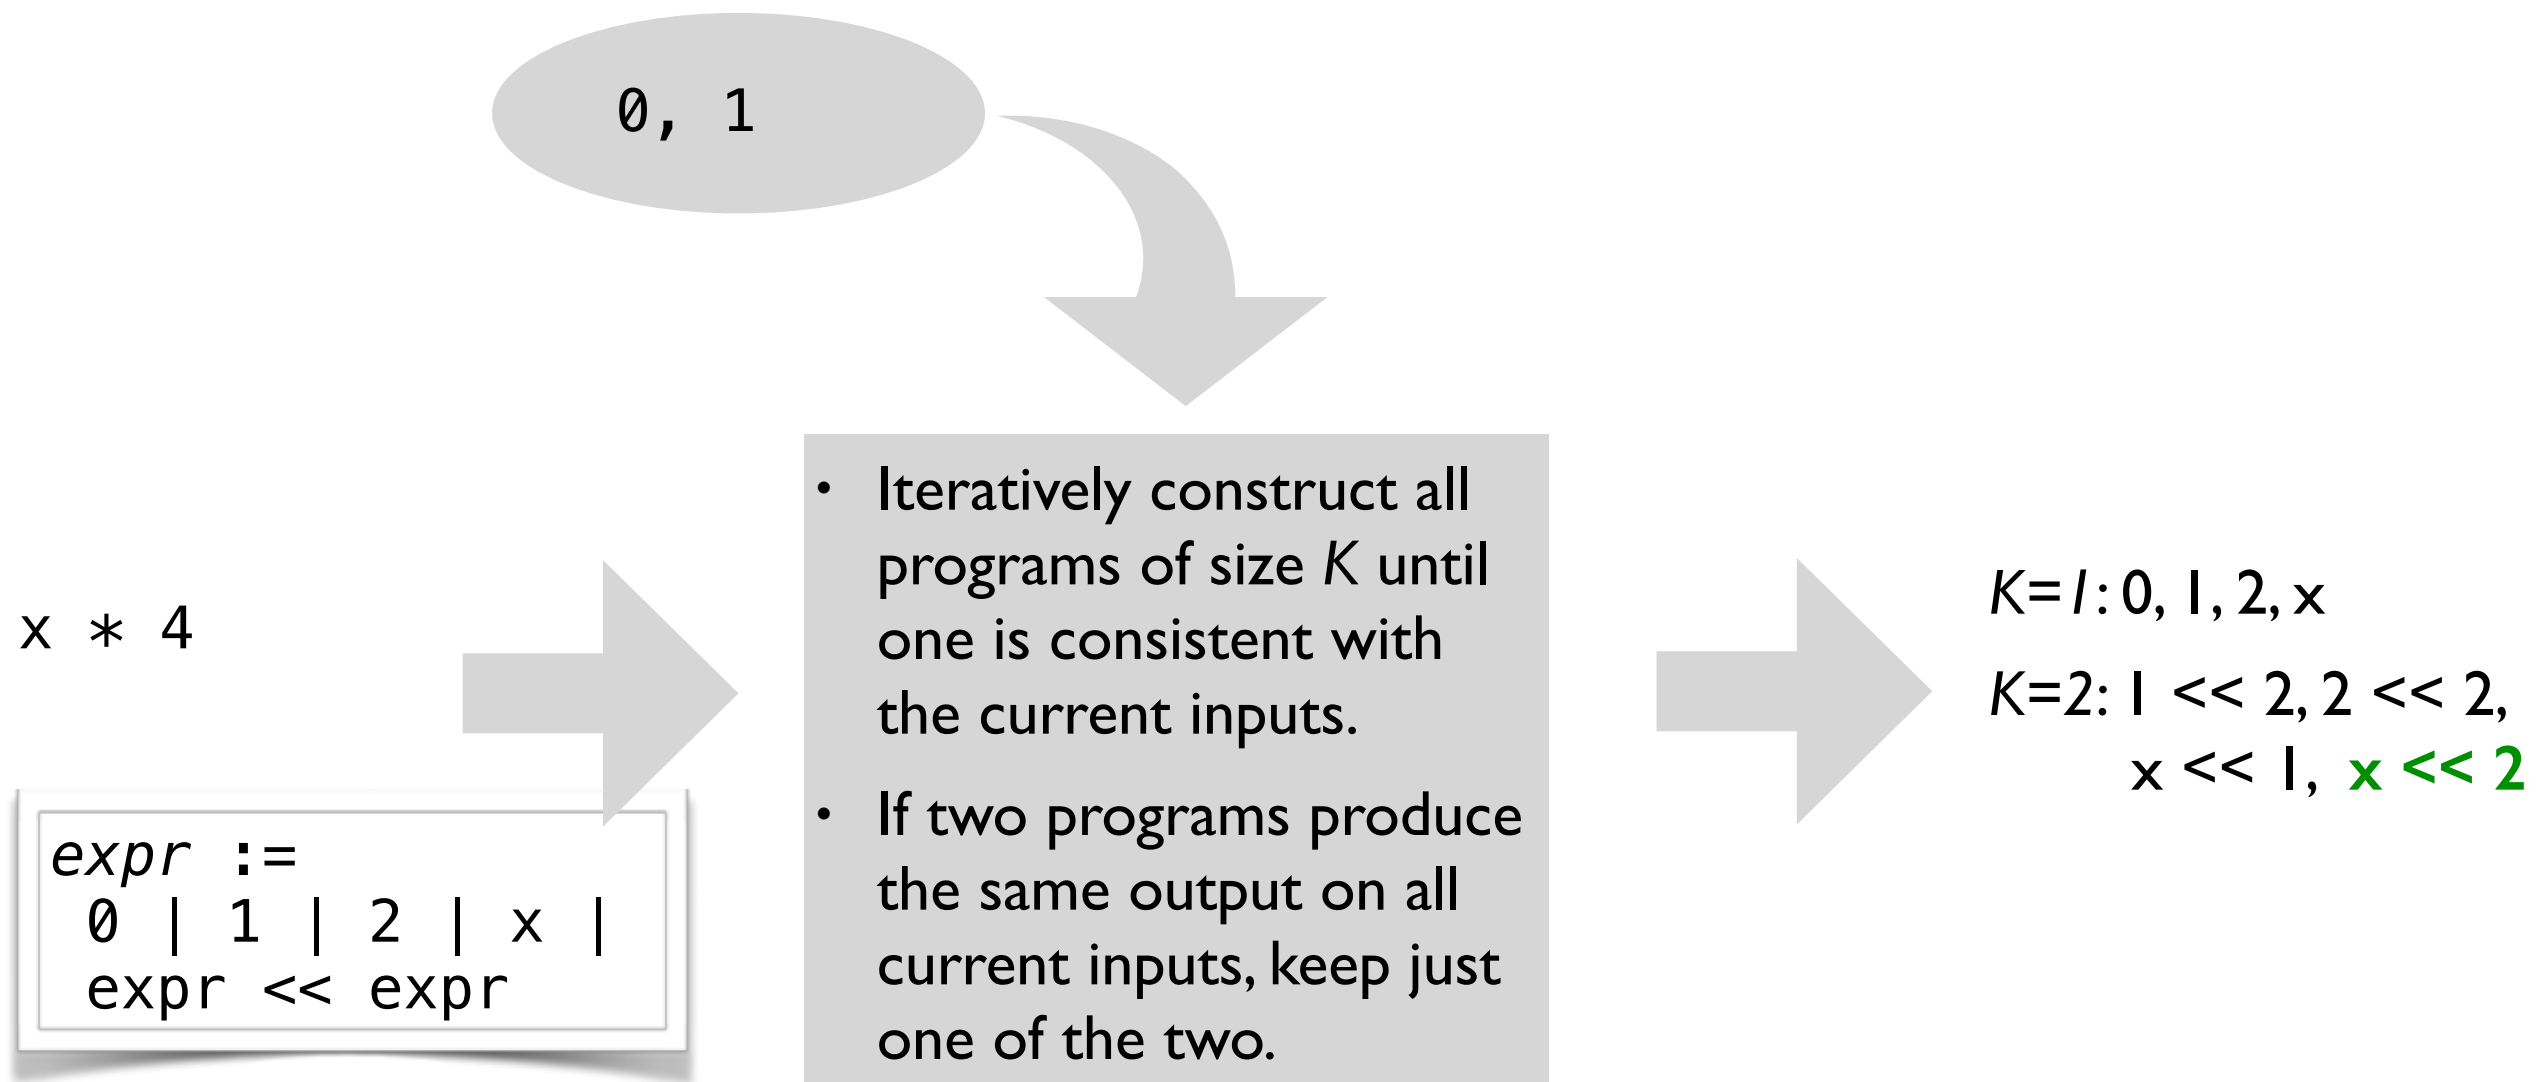 0, 1
x * 4
expr :=
0 | 1 | 2 | x |
expr << expr
• Iteratively construct all
programs of size K until
one is consistent with
the current inputs.
• If two programs produce
the same output on all
current inputs, keep just
one of the two.
K=1: 0, 1, 2, x
K=2: 1 << 2, 2 << 2,
x << 1, x << 2